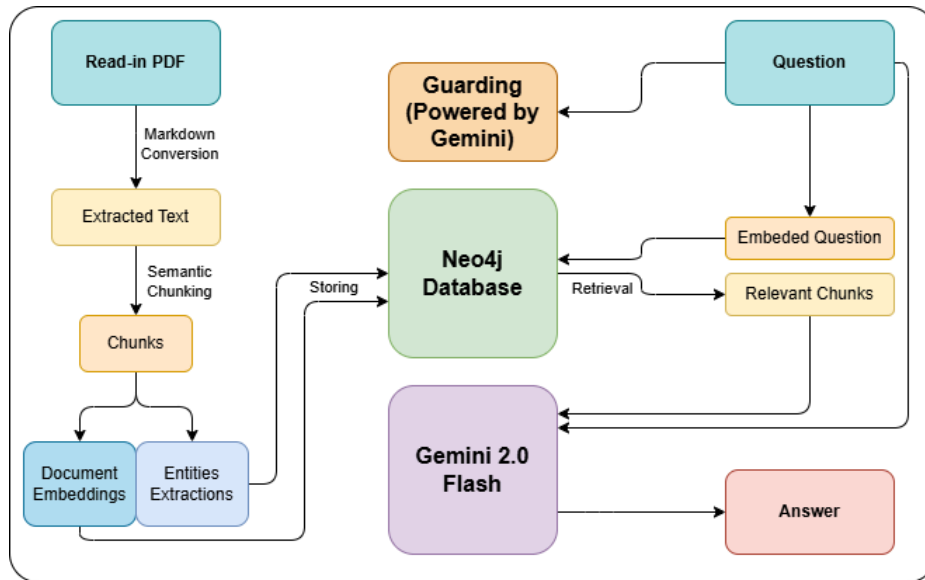 Read-in PDF
Markdown
Conversion
Extracted Text
Semantic
Chunking
Chunks
Document
Embeddings
Entities
Extractions
Storing
Guarding
(Powered by
Gemini)
Neo4j
Database
Retrieval
Gemini 2.0
Flash
Question
Embeded Question
Relevant Chunks
Answer